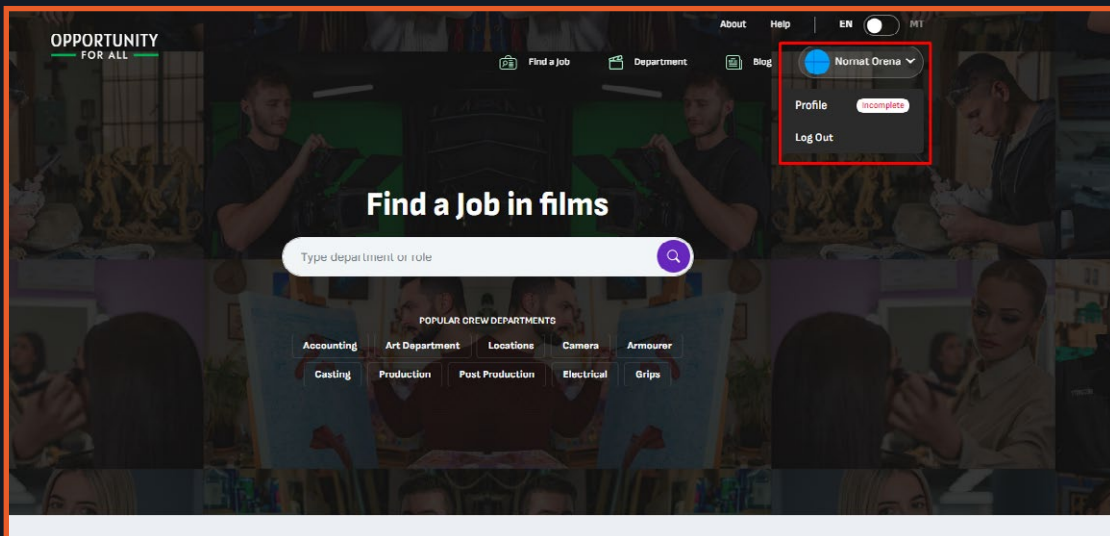 About Help EN MT
OPPORTUNITY
FOR ALL
Find a Job Department Blog Nornat Orena
Profile Incomplete
Log Out
Find a Job in films
Type department or role
POPULAR CREW DEPARTMENTS
Accounting Art Department Locations Camera Armourer
Casting Production Post Production Electrical Grips